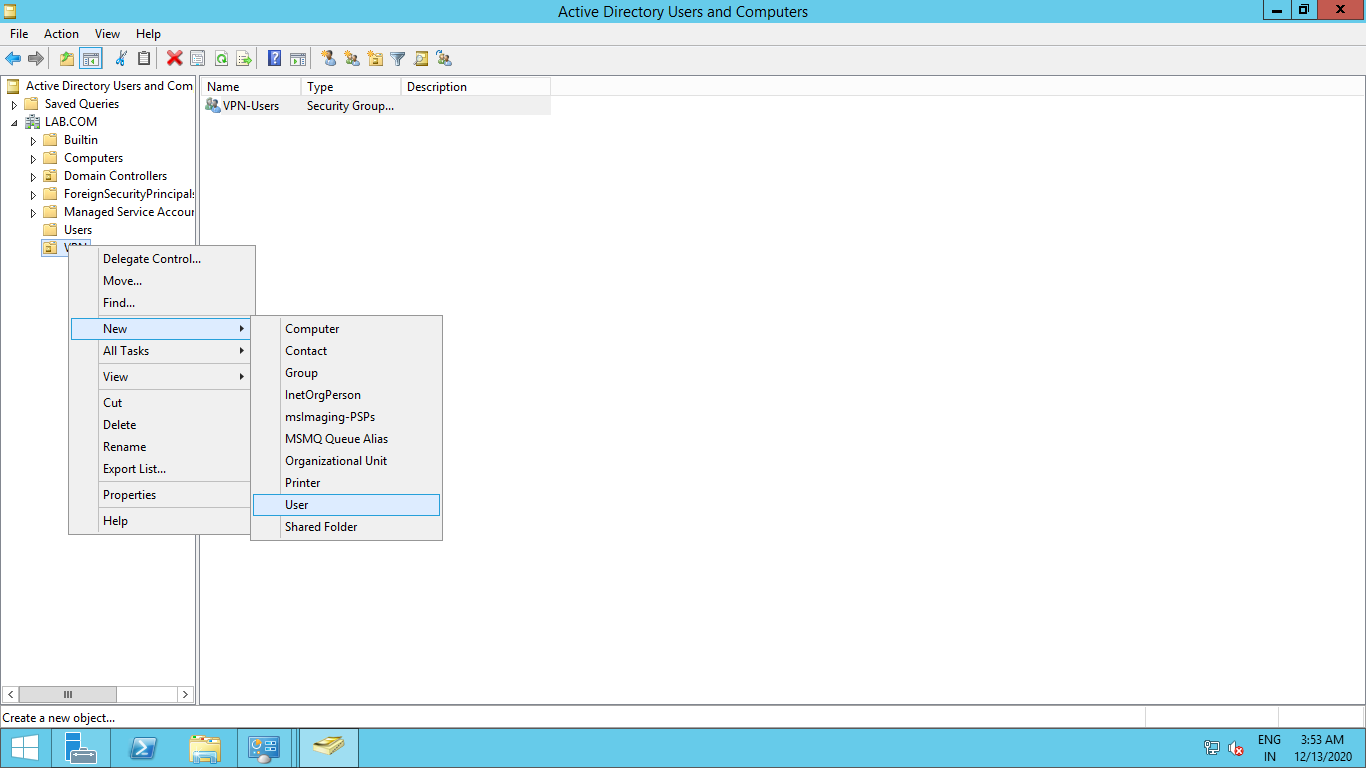 Active Directory Users and Computers
File Action View Help
Active Directory Users and Com
Name Type Description
Saved Queries
VPN-Users Security Group...
LAB.COM
Builtin
Computers
Domain Controllers
ForeignSecurityPrincipals
Managed Service Accour
Users
VPN
Delegate Control...
Move...
Find...
New
All Tasks
View
Cut
Delete
Rename
Export List...
Properties
Help
Computer
Contact
Group
InetOrgPerson
msImaging-PSPs
MSMQ Queue Alias
Organizational Unit
Printer
User
Shared Folder
Create a new object...
ENG 3:53 AM
IN 12/13/2020